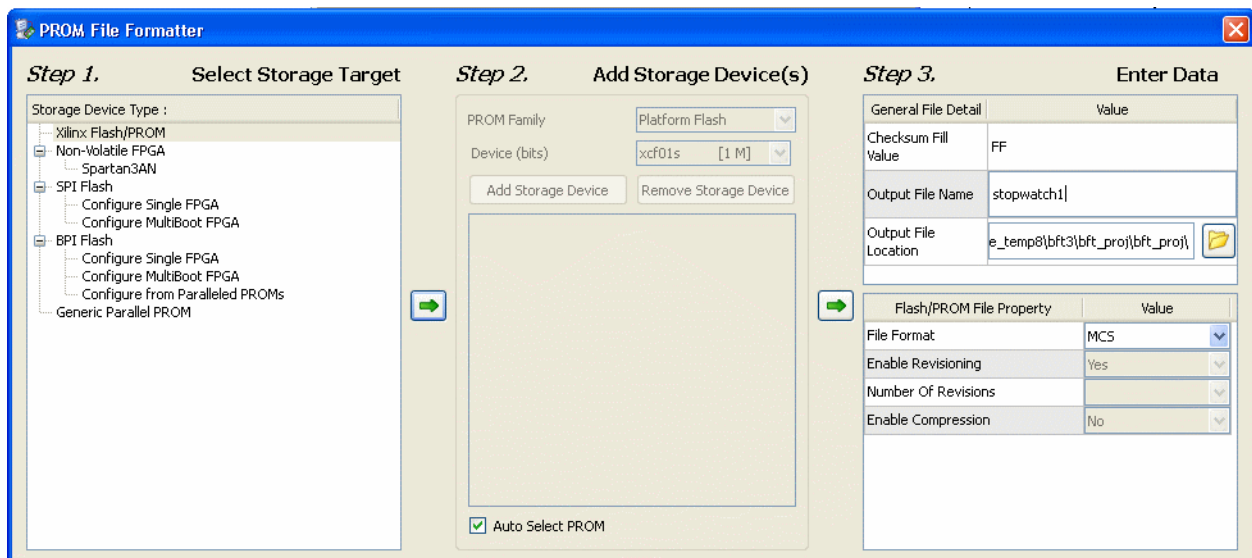 PROM File Formatter
Step 1. Select Storage Target
Storage Device Type :
Xilinx Flash/PROM
Non-Volatile FPGA
Spartan3AN
SPI Flash
Configure Single FPGA
Configure MultiBoot FPGA
BPI Flash
Configure Single FPGA
Configure MultiBoot FPGA
Configure from Paralleled PROMs
Generic Parallel PROM
Step 2. Add Storage Device(s)
PROM Family Platform Flash
Device (bits) xcf01s [1 M]
Add Storage Device Remove Storage Device
Auto Select PROM
Step 3. Enter Data
General File Detail Value
Checksum Fill
Value
FF
Output File Name stopwatch1
Output File
Location
e_temp8\bft3\bft_proj\bft_proj\
Flash/PROM File Property Value
File Format MCS
Enable Revisioning Yes
Number Of Revisions
Enable Compression No